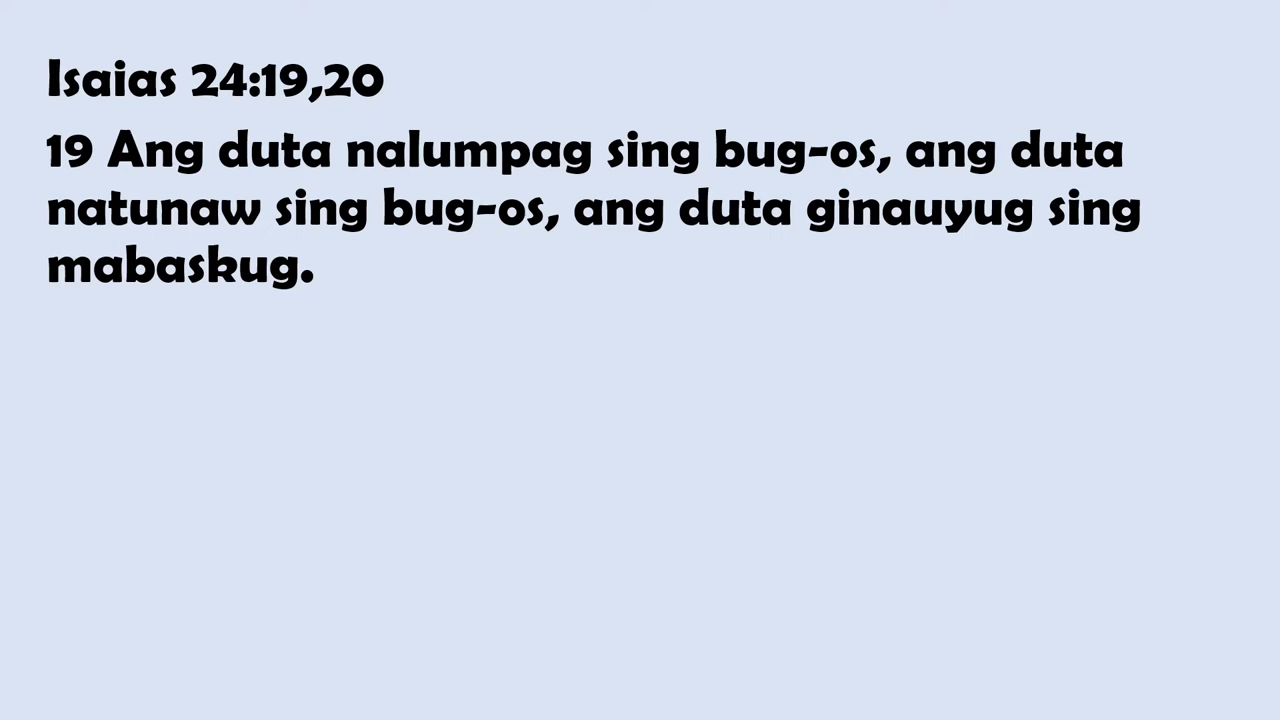 Isaias 24:19,20
19 Ang duta nalumpag sing bug-os, ang duta
natunaw sing bug-os, ang duta ginauyug sing
mabaskug.